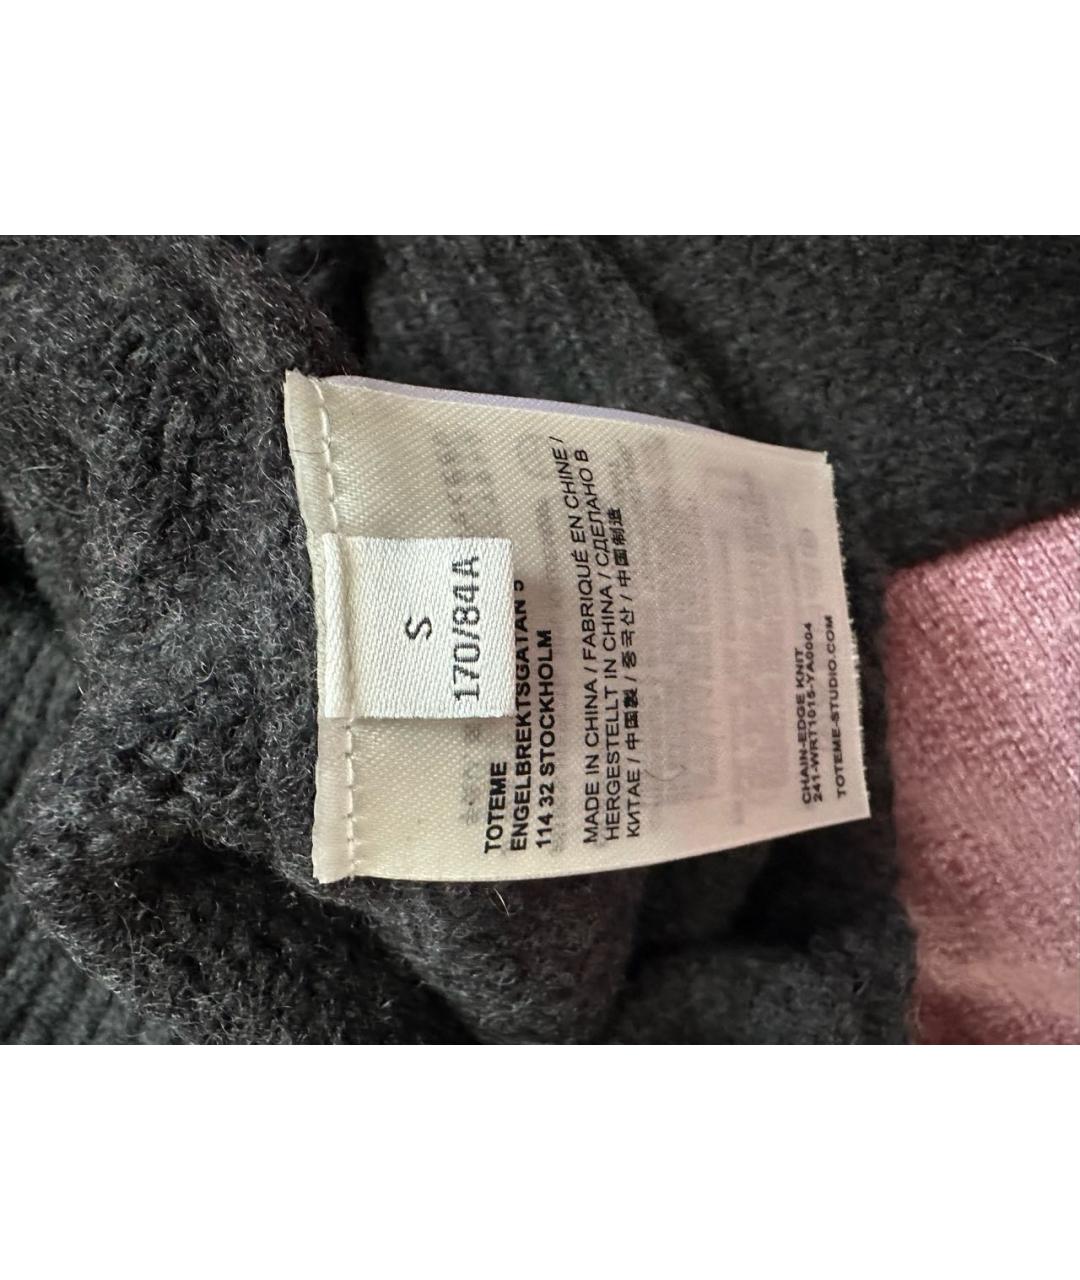 S
170/84A
TOTEME
ENGELBREKTSGATAN 5
114 32 STOCKHOLM
MADE IN CHINA / FABRIQUÉ EN CHINE /
HERGESTELLT IN CHINA / СДЕЛАНО В
КИТАЕ / 中国製 / 중국산 / 中国制造
CHAIN-EDGE KNIT
241-WRT1015-YA0004
TOTEME-STUDIO.COM